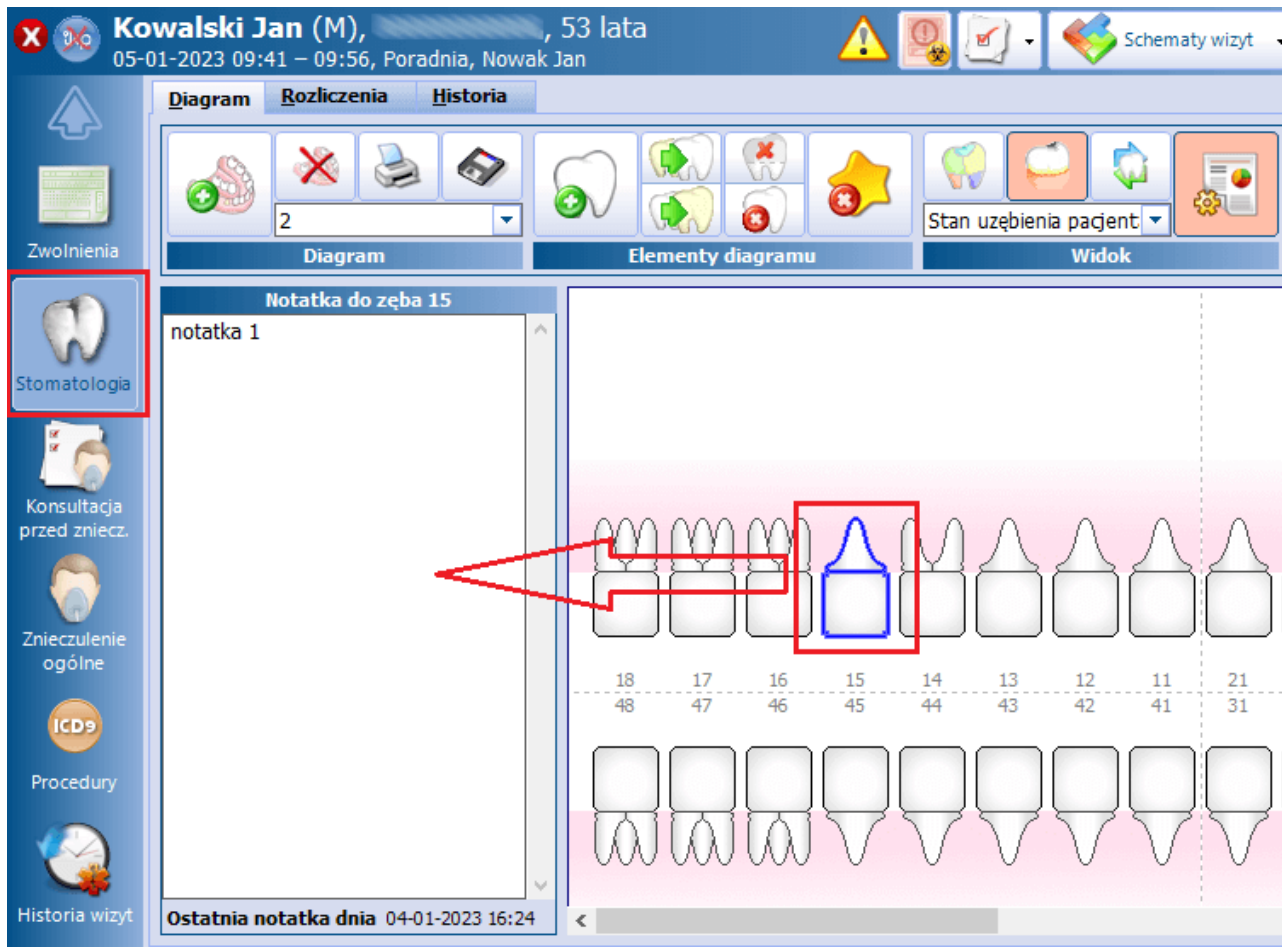 Kowalski Jan (M), , 53 lata
05-01-2023 09:41 – 09:56, Poradnia, Nowak Jan
Schematy wizyt
Diagram Rozliczenia Historia
2
Stan uzębienia pacjent
Diagram Elementy diagramu Widok
Zwolnienia
Stomatologia
Konsultacja
przed zniecz.
Znieczulenie
ogólne
ICD9
Procedury
Historia wizyt
Notatka do zęba 15
notatka 1
Ostatnia notatka dnia 04-01-2023 16:24
18 17 16 15 14 13 12 11 21
48 47 46 45 44 43 42 41 31